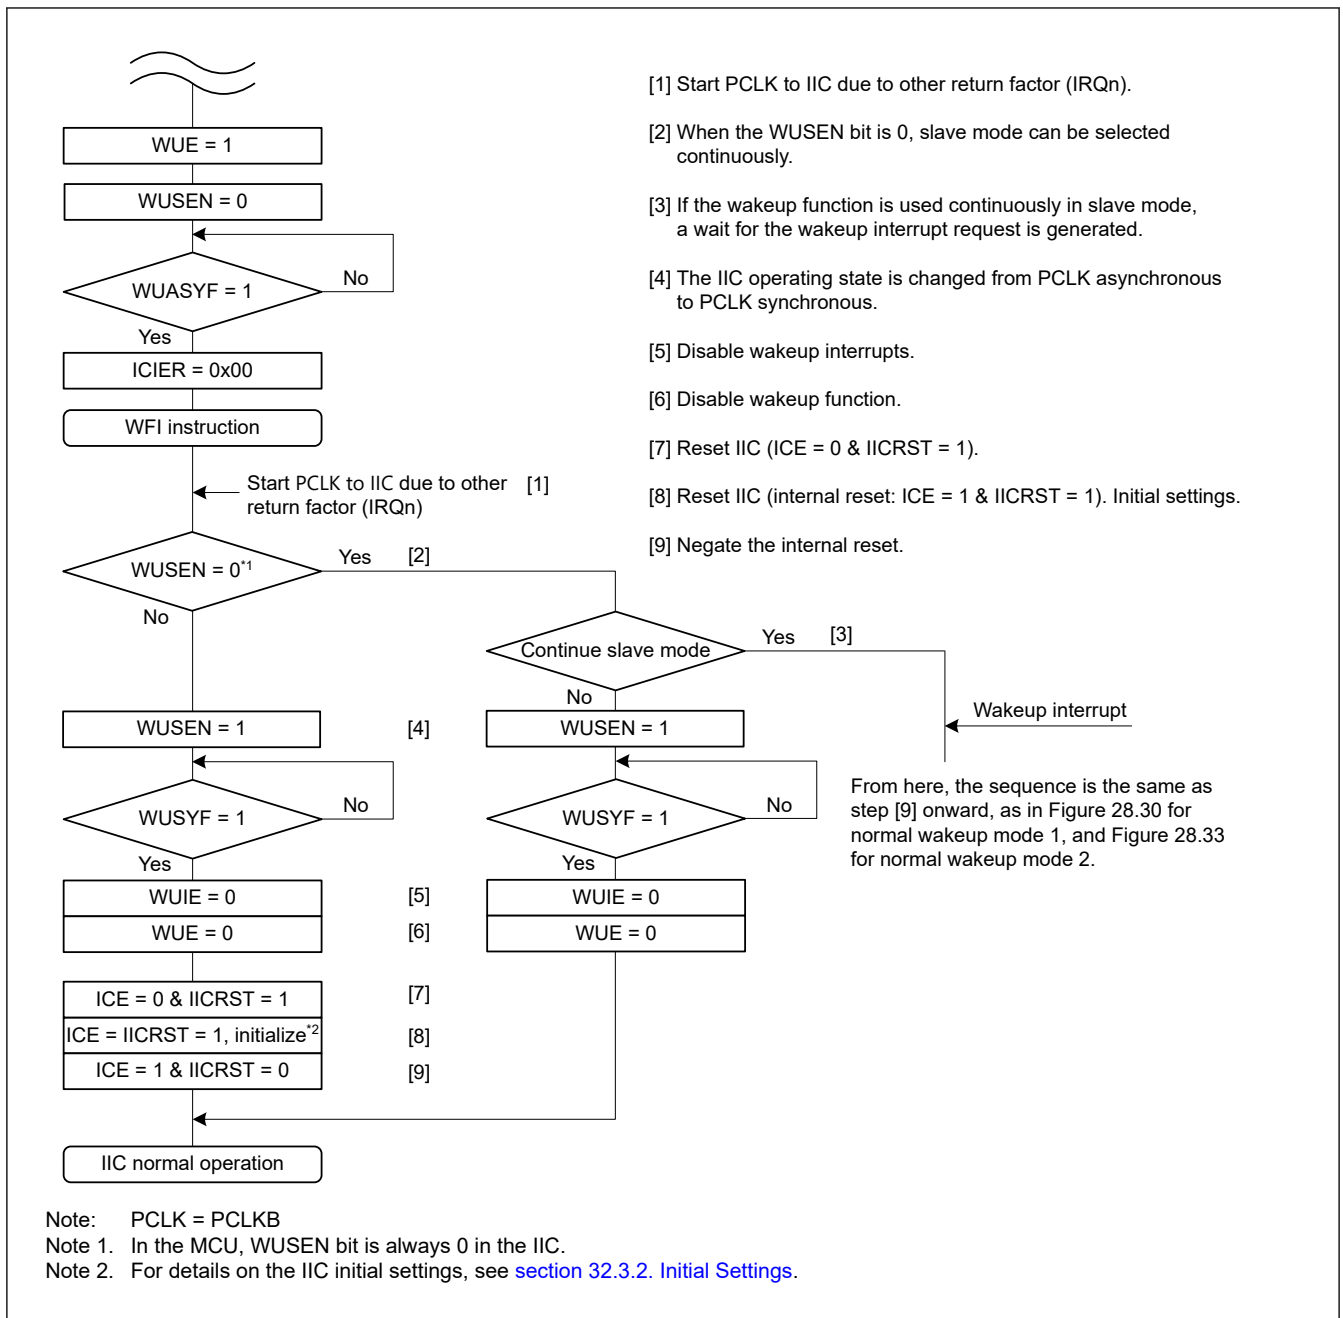 WUE = 1
WUSEN = 0
WUASYF = 1
No
Yes
ICIER = 0x00
WFI instruction
Start PCLK to IIC due to other [1]
return factor (IRQn)
WUSEN = 0*1
Yes [2]
No
Continue slave mode
Yes [3]
No
Wakeup interrupt
WUSEN = 1 [4] WUSEN = 1
WUSYF = 1
No
Yes
WUSYF = 1
No
Yes
From here, the sequence is the same as
step [9] onward, as in Figure 28.30 for
normal wakeup mode 1, and Figure 28.33
for normal wakeup mode 2.
WUIE = 0 [5] WUIE = 0
WUE = 0 [6] WUE = 0
ICE = 0 & IICRST = 1 [7]
ICE = IICRST = 1, initialize*2 [8]
ICE = 1 & IICRST = 0 [9]
IIC normal operation
[1] Start PCLK to IIC due to other return factor (IRQn).
[2] When the WUSEN bit is 0, slave mode can be selected
continuously.
[3] If the wakeup function is used continuously in slave mode,
a wait for the wakeup interrupt request is generated.
[4] The IIC operating state is changed from PCLK asynchronous
to PCLK synchronous.
[5] Disable wakeup interrupts.
[6] Disable wakeup function.
[7] Reset IIC (ICE = 0 & IICRST = 1).
[8] Reset IIC (internal reset: ICE = 1 & IICRST = 1). Initial settings.
[9] Negate the internal reset.
Note: PCLK = PCLKB
Note 1. In the MCU, WUSEN bit is always 0 in the IIC.
Note 2. For details on the IIC initial settings, see section 32.3.2. Initial Settings.